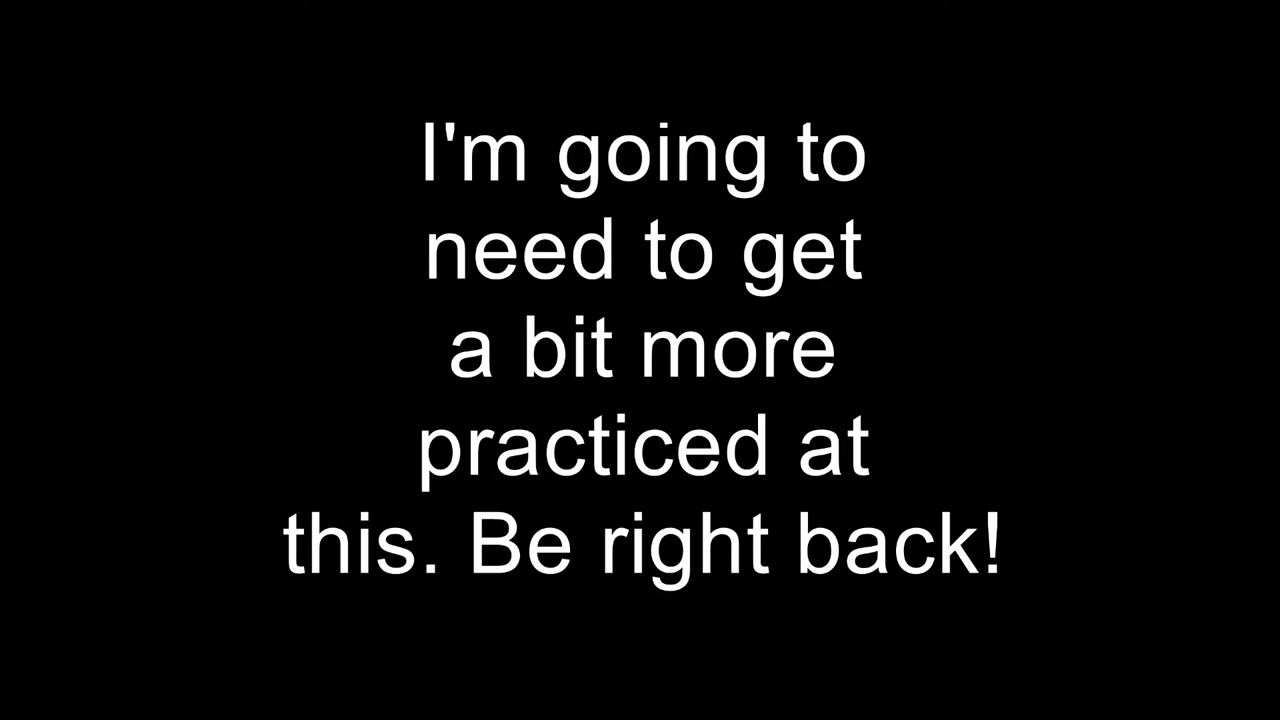 I'm going to
need to get
a bit more
practiced at
this. Be right back!